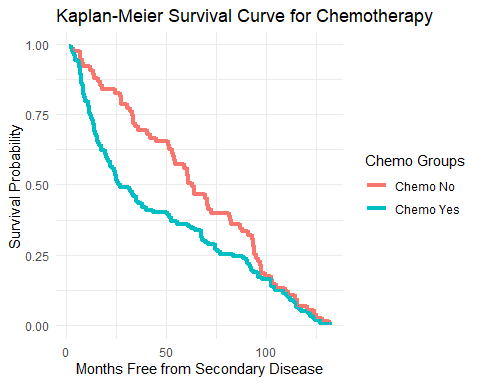 Kaplan-Meier Survival Curve for Chemotherapy
Survival Probability
1.00
0.75
0.50
0.25
0.00
0
50
100
Months Free from Secondary Disease
Chemo Groups
Chemo No
Chemo Yes